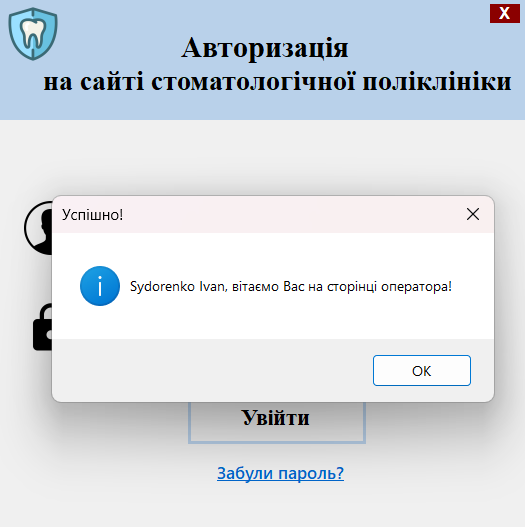 X
Авторизація
на сайті стоматологічної поліклініки
Успішно!
Sydorenko Ivan, вітаємо Вас на сторінці оператора!
OK
Увійти
Забули пароль?